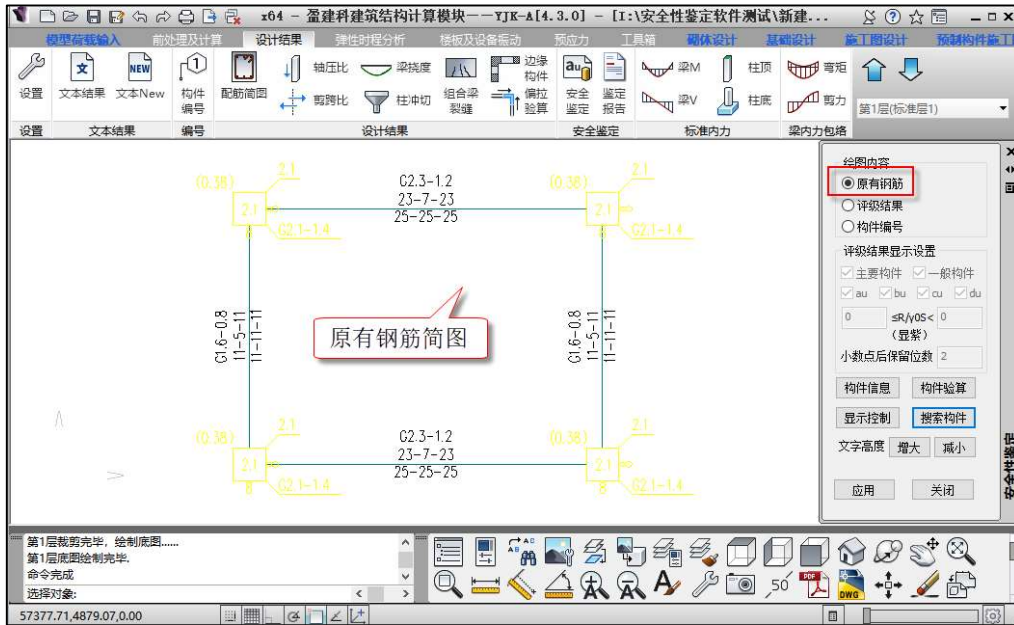 x64 - 盈建科建筑结构计算模块--YJK-A[4.3.0] - [I:\安全性鉴定软件测试\新建...
模型荷载输入 前处理及计算 设计结果 弹性时程分析 楼板及设备振动 预应力 工具箱 砌体设计 基础设计 施工图设计 预制构件施工
设置 文本结果 文本New 构件编号 配筋简图 轴压比 梁挠度 组合梁裂缝 边缘构件 安全鉴定 鉴定报告 梁M 柱顶 弯矩
剪跨比 柱冲切 偏拉验算 梁V 柱底 剪力 第1层(标准层1)
设置 文本结果 编号 设计结果 安全鉴定 标准内力 梁内力包络
(0.38) 2.1 G2.3-1.2 (0.38) 2.1
23-7-23
2.1 25-25-25 2.1
8 G2.1-1.4 8 G2.1-1.4
G1.6-0.8
11-5-11
11-11-11
原有钢筋简图
G1.6-0.8
11-5-11
11-11-11
(0.38) 2.1 G2.3-1.2 (0.38) 2.1
23-7-23
2.1 25-25-25 2.1
8 G2.1-1.4 8 G2.1-1.4
绘图内容
原有钢筋
评级结果
构件编号
评级结果显示设置
主要构件 一般构件
au bu cu du
0 ≤R/γ0S< 0
(显紫)
小数点后保留位数 2
构件信息 构件验算
显示控制 搜索构件
文字高度 增大 减小
应用 关闭
安全性鉴定
第1层裁剪完毕, 绘制底图......
第1层底图绘制完毕.
命令完成
选择对象:
50 PDF DWG
57377.71,4879.07,0.00